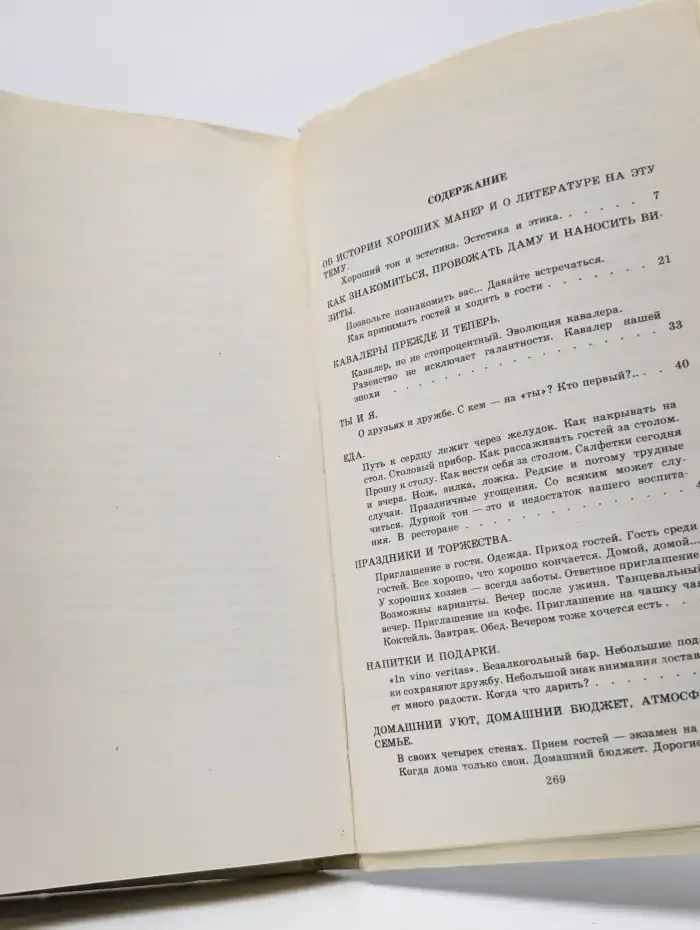 СОДЕРЖАНИЕ
ОБ ИСТОРИИ ХОРОШИХ МАНЕР И О ЛИТЕРАТУРЕ НА ЭТУ
ТЕМУ.
Хороший тон и эстетика. Эстетика и этика. . . . . . 7
КАК ЗНАКОМИТЬСЯ, ПРОВОЖАТЬ ДАМУ И НАНОСИТЬ ВИ-
ЗИТЫ.
Позвольте познакомить вас... Давайте встречаться.
Как принимать гостей и ходить в гости . . . . . . . 21
КАВАЛЕРЫ ПРЕЖДЕ И ТЕПЕРЬ.
Кавалер, но не стопроцентный. Эволюция кавалера.
Равенство не исключает галантности. Кавалер нашей
эпохи . . . . . . . . . . . . . . . . 33
ТЫ И Я.
О друзьях и дружбе. С кем — на «ты»? Кто первый?.. . . 40
ЕДА.
Путь к сердцу лежит через желудок. Как накрывать на
стол. Столовый прибор. Как рассаживать гостей за столом.
Прошу к столу. Как вести себя за столом. Салфетки сегодня
и вчера. Нож, вилка, ложка. Редкие и потому трудные
случаи. Праздничные угощения. Со всяким может слу-
читься. Дурной тон — это и недостаток вашего воспита-
ния. В ресторане . . . . . . . . . . . . . .
ПРАЗДНИКИ И ТОРЖЕСТВА.
Приглашение в гости. Одежда. Приход гостей. Гость среди
гостей. Все хорошо, что хорошо кончается. Домой, домой...
У хороших хозяев — всегда заботы. Ответное приглашение
Возможны варианты. Вечер после ужина. Танцевальный
вечер. Приглашение на кофе. Приглашение на чашку чая
Коктейль. Завтрак. Обед. Вечером тоже хочется есть . .
НАПИТКИ И ПОДАРКИ.
«In vino veritas». Безалкогольный бар. Небольшие пода
ки сохраняют дружбу. Небольшой знак внимания достав
ет много радости. Когда что дарить? . . . . . . .
ДОМАШНИЙ УЮТ, ДОМАШНИЙ БЮДЖЕТ, АТМОСФ
СЕМЬЕ.
В своих четырех стенах. Прием гостей — экзамен на
Когда дома только свои. Домашний бюджет. Дорогие
269